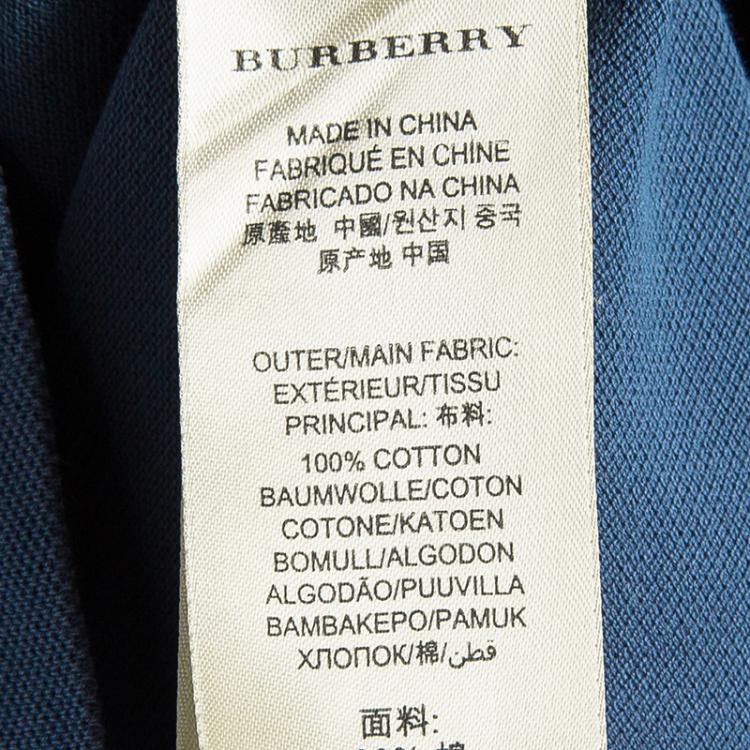 BURBERRY
MADE IN CHINA
FABRIQUÉ EN CHINE
FABRICADO NA CHINA
原產地 中國/원산지 중국
原产地 中国
OUTER/MAIN FABRIC:
EXTÉRIEUR/TISSU
PRINCIPAL: 布料:
100% COTTON
BAUMWOLLE/COTON
COTONE/KATOEN
BOMULL/ALGODON
ALGODÃO/PUUVILLA
ΒΑΜΒΑΚΕΡΟ/PAMUK
ХЛОПОК/棉/قطن
面料: